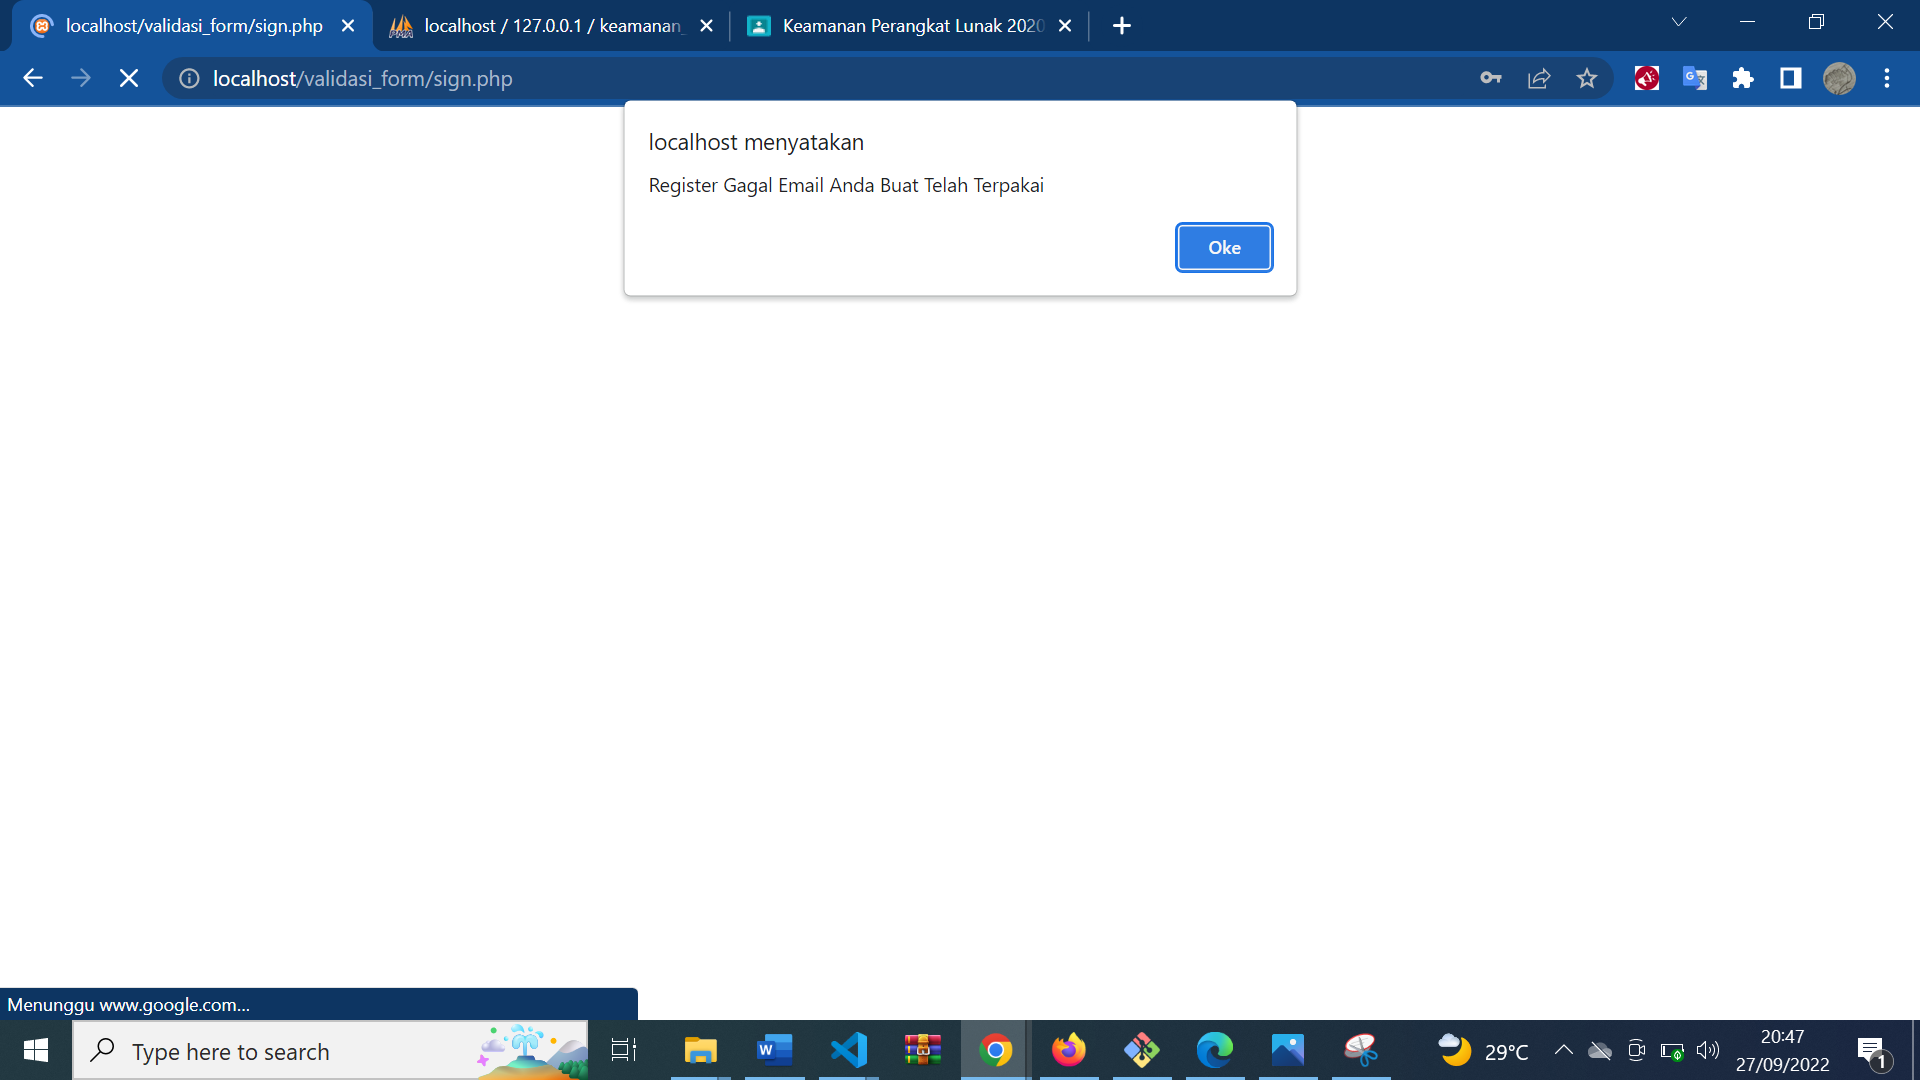 localhost/validasi_form/sign.php
localhost / 127.0.0.1 / keamanan_
Keamanan Perangkat Lunak 2020
localhost/validasi_form/sign.php
localhost menyatakan
Register Gagal Email Anda Buat Telah Terpakai
Oke
Menunggu www.google.com...
Type here to search
29°C
20:47
27/09/2022
1